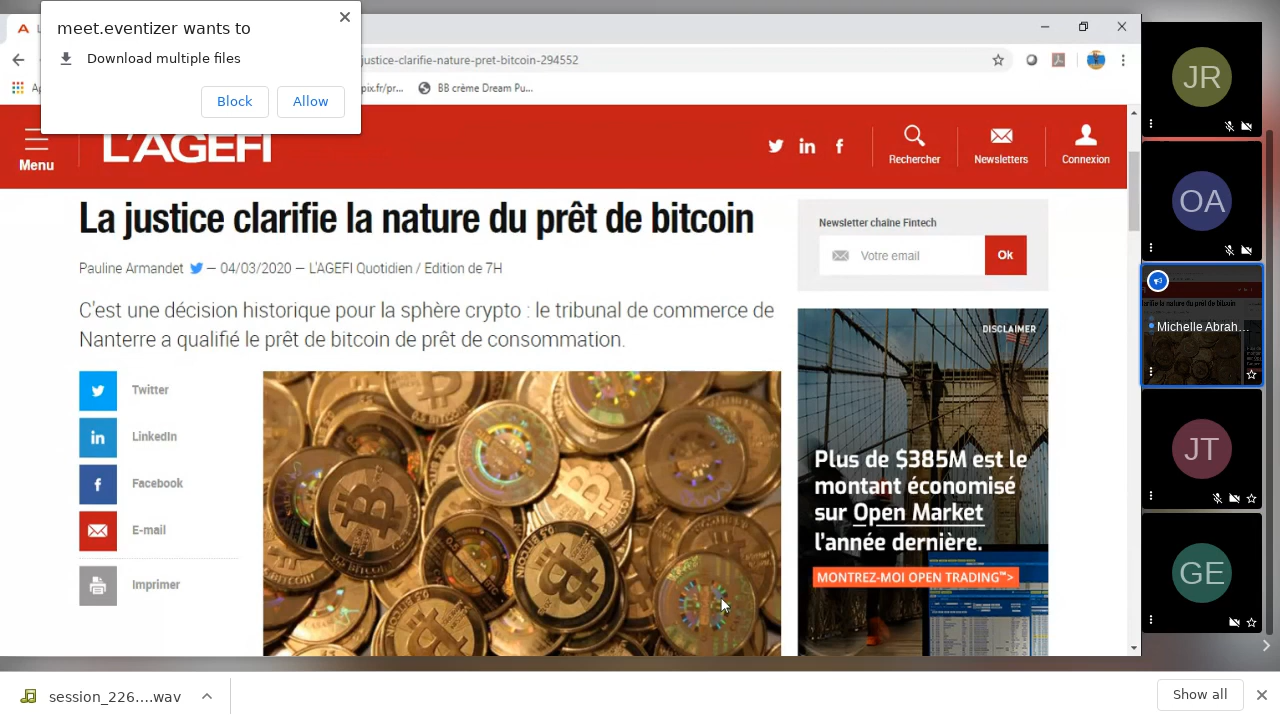 meet.eventizer wants to
Download multiple files
Block
Allow
justice-clarifie-nature-pret-bitcoin-294552
pix.fr/pr...
BB crème Dream Pu...
Menu
L'AGEFI
Rechercher
Newsletters
Connexion
La justice clarifie la nature du prêt de bitcoin
Pauline Armandet — 04/03/2020 — L'AGEFI Quotidien / Edition de 7H
C'est une décision historique pour la sphère crypto : le tribunal de commerce de
Nanterre a qualifié le prêt de bitcoin de prêt de consommation.
Twitter
LinkedIn
Facebook
E-mail
Imprimer
Newsletter chaîne Fintech
Votre email
Ok
DISCLAIMER
Plus de $385M est le
montant économisé
sur Open Market
l'année dernière.
MONTREZ-MOI OPEN TRADING™>
JR
OA
Michelle Abrah...
JT
GE
session_226....wav
Show all